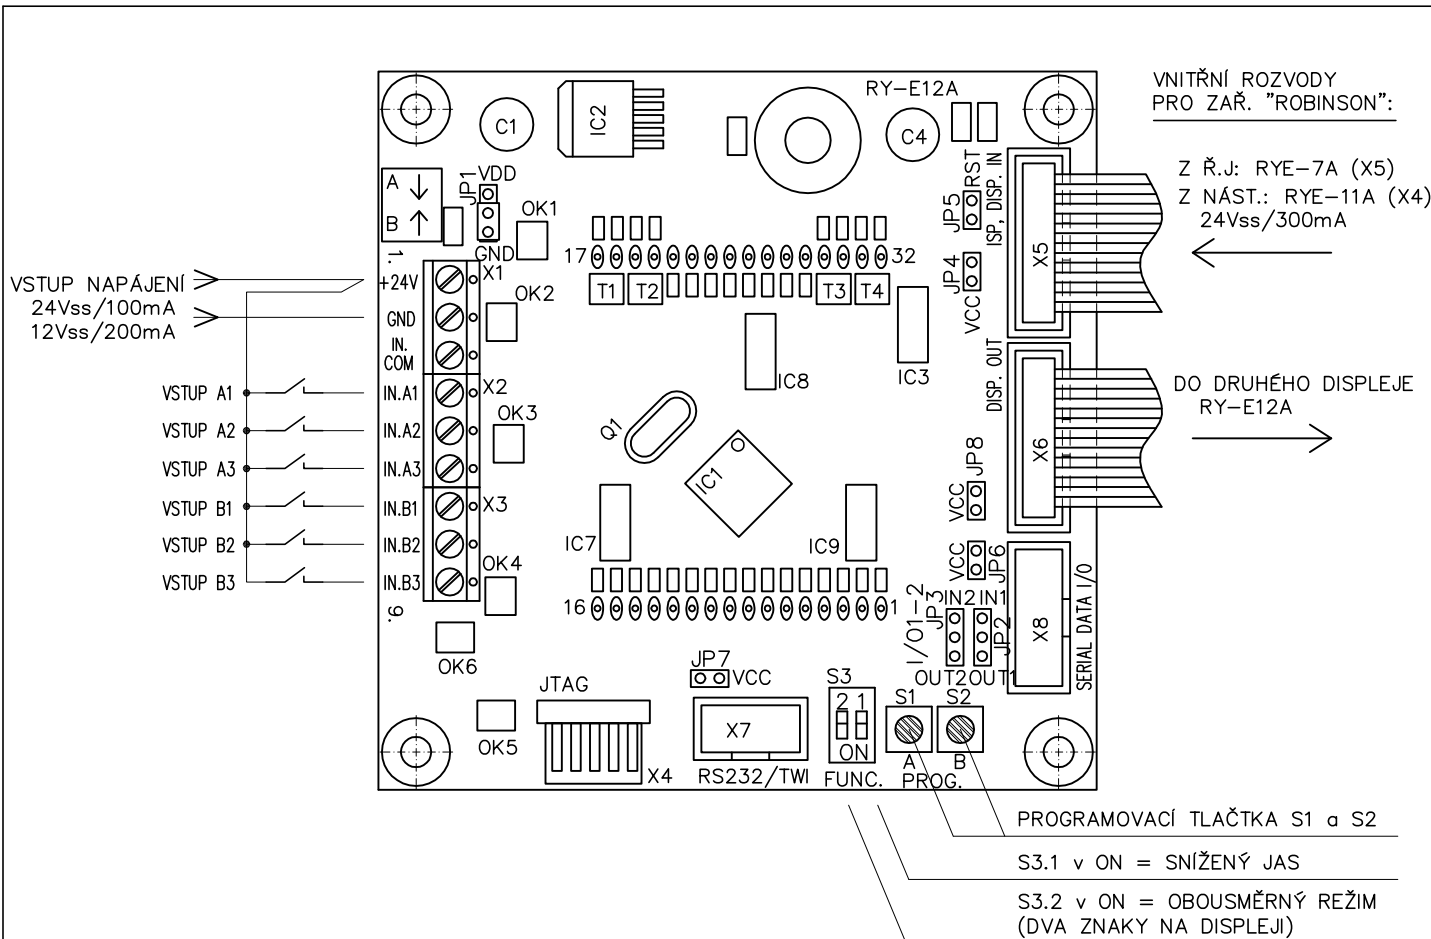 VNITŘNÍ ROZVODY
PRO ZAŘ. "ROBINSON":
Z Ř.J: RYE-7A (X5)
Z NÁST.: RYE-11A (X4)
24Vss/300mA
DO DRUHÉHO DISPLEJE
RY-E12A
RY-E12A
C1
IC2
C4
A
B
JP1
VDD
GND
OK1
1.
X1
VSTUP NAPÁJENÍ
24Vss/100mA
12Vss/200mA
+24V
GND
IN.
COM
OK2
17
32
T1
T2
T3
T4
JP5
RST
ISP, DISP. IN
X5
JP4
VCC
IC8
IC3
VSTUP A1
IN.A1
X2
VSTUP A2
IN.A2
OK3
VSTUP A3
IN.A3
VSTUP B1
IN.B1
X3
VSTUP B2
IN.B2
VSTUP B3
IN.B3
OK4
9.
Q1
IC1
IC7
IC9
DISP. OUT
X6
JP8
VCC
VCC
JP6
16
1
I/O1-2
JP3
IN2
IN1
JP2
OUT2
OUT1
X8
SERIAL DATA I/O
OK6
OK5
JTAG
X4
JP7
VCC
X7
RS232/TWI
S3
2 1
ON
FUNC.
S1
S2
A
B
PROG.
PROGRAMOVACÍ TLAČTKA S1 a S2
S3.1 v ON = SNÍŽENÝ JAS
S3.2 v ON = OBOUSMĚRNÝ REŽIM
(DVA ZNAKY NA DISPLEJI)